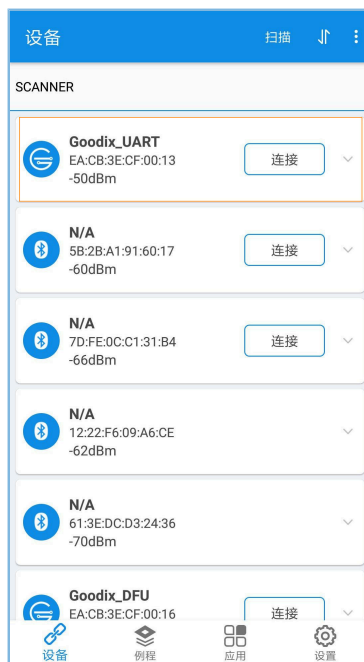 设备
扫描
SCANNER
Goodix_UART
EA:CB:3E:CF:00:13
连接
-50dBm
N/A
5B:2B:A1:91:60:17
连接
-60dBm
N/A
7D:FE:0C:C1:31:B4
连接
-66dBm
N/A
12:22:F6:09:A6:CE
-62dBm
N/A
61:3E:DC:D3:24:36
-70dBm
Goodix_DFU
EA:CB:3E:CF:00:16
连接
设备
例程
应用
设置